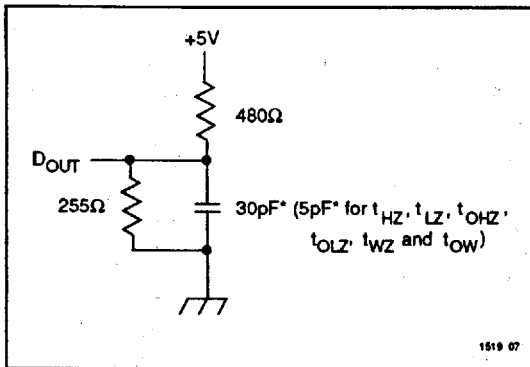 +5V
480Ω
DOUT
255Ω
30pF* (5pF* for tHZ, tLZ, tOHZ,
tOLZ, tWZ and tOW)
1519 07